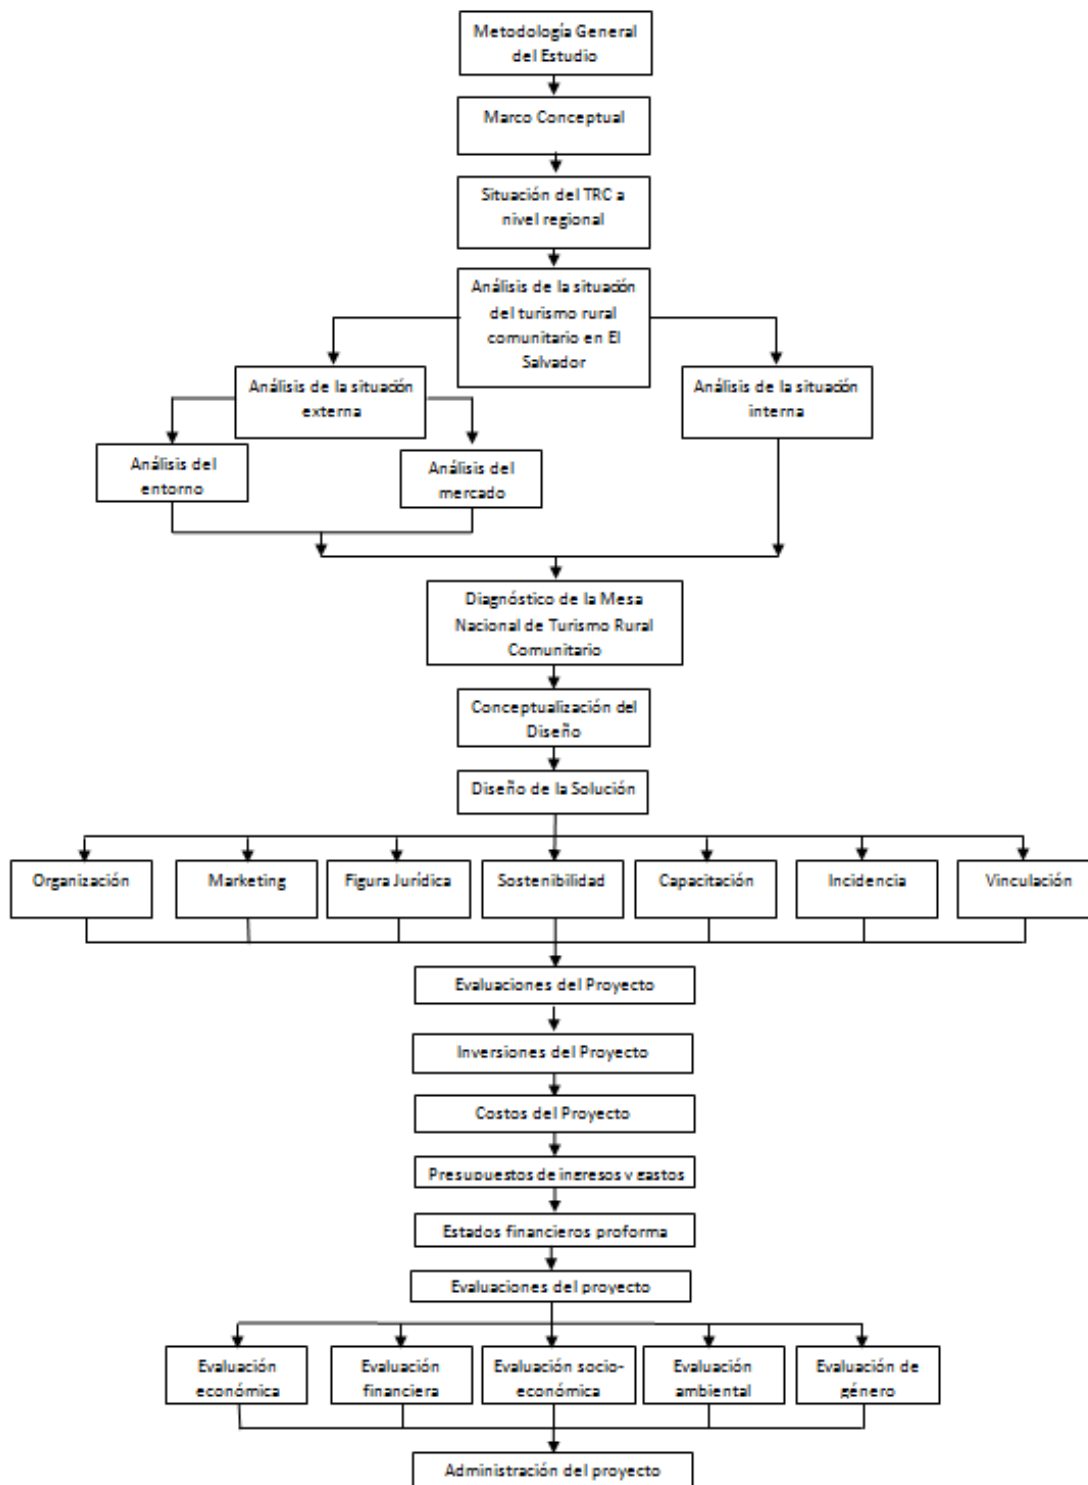 Metodología General
del Estudio
Marco Conceptual
Situación del TRC a
nivel regional
Análisis de la situación
del turismo rural
comunitario en El
Salvador
Análisis de la situación
externa
Análisis de la situación
interna
Análisis del
entorno
Análisis del
mercado
Diagnóstico de la Mesa
Nacional de Turismo Rural
Comunitario
Conceptualización del
Diseño
Diseño de la Solución
Organización
Marketing
Figura Jurídica
Sostenibilidad
Capacitación
Incidencia
Vinculación
Evaluaciones del Proyecto
Inversiones del Proyecto
Costos del Proyecto
Presupuestos de ingresos y gastos
Estados financieros proforma
Evaluaciones del proyecto
Evaluación
económica
Evaluación
financiera
Evaluación socio-
económica
Evaluación
ambiental
Evaluación de
género
Administración del proyecto